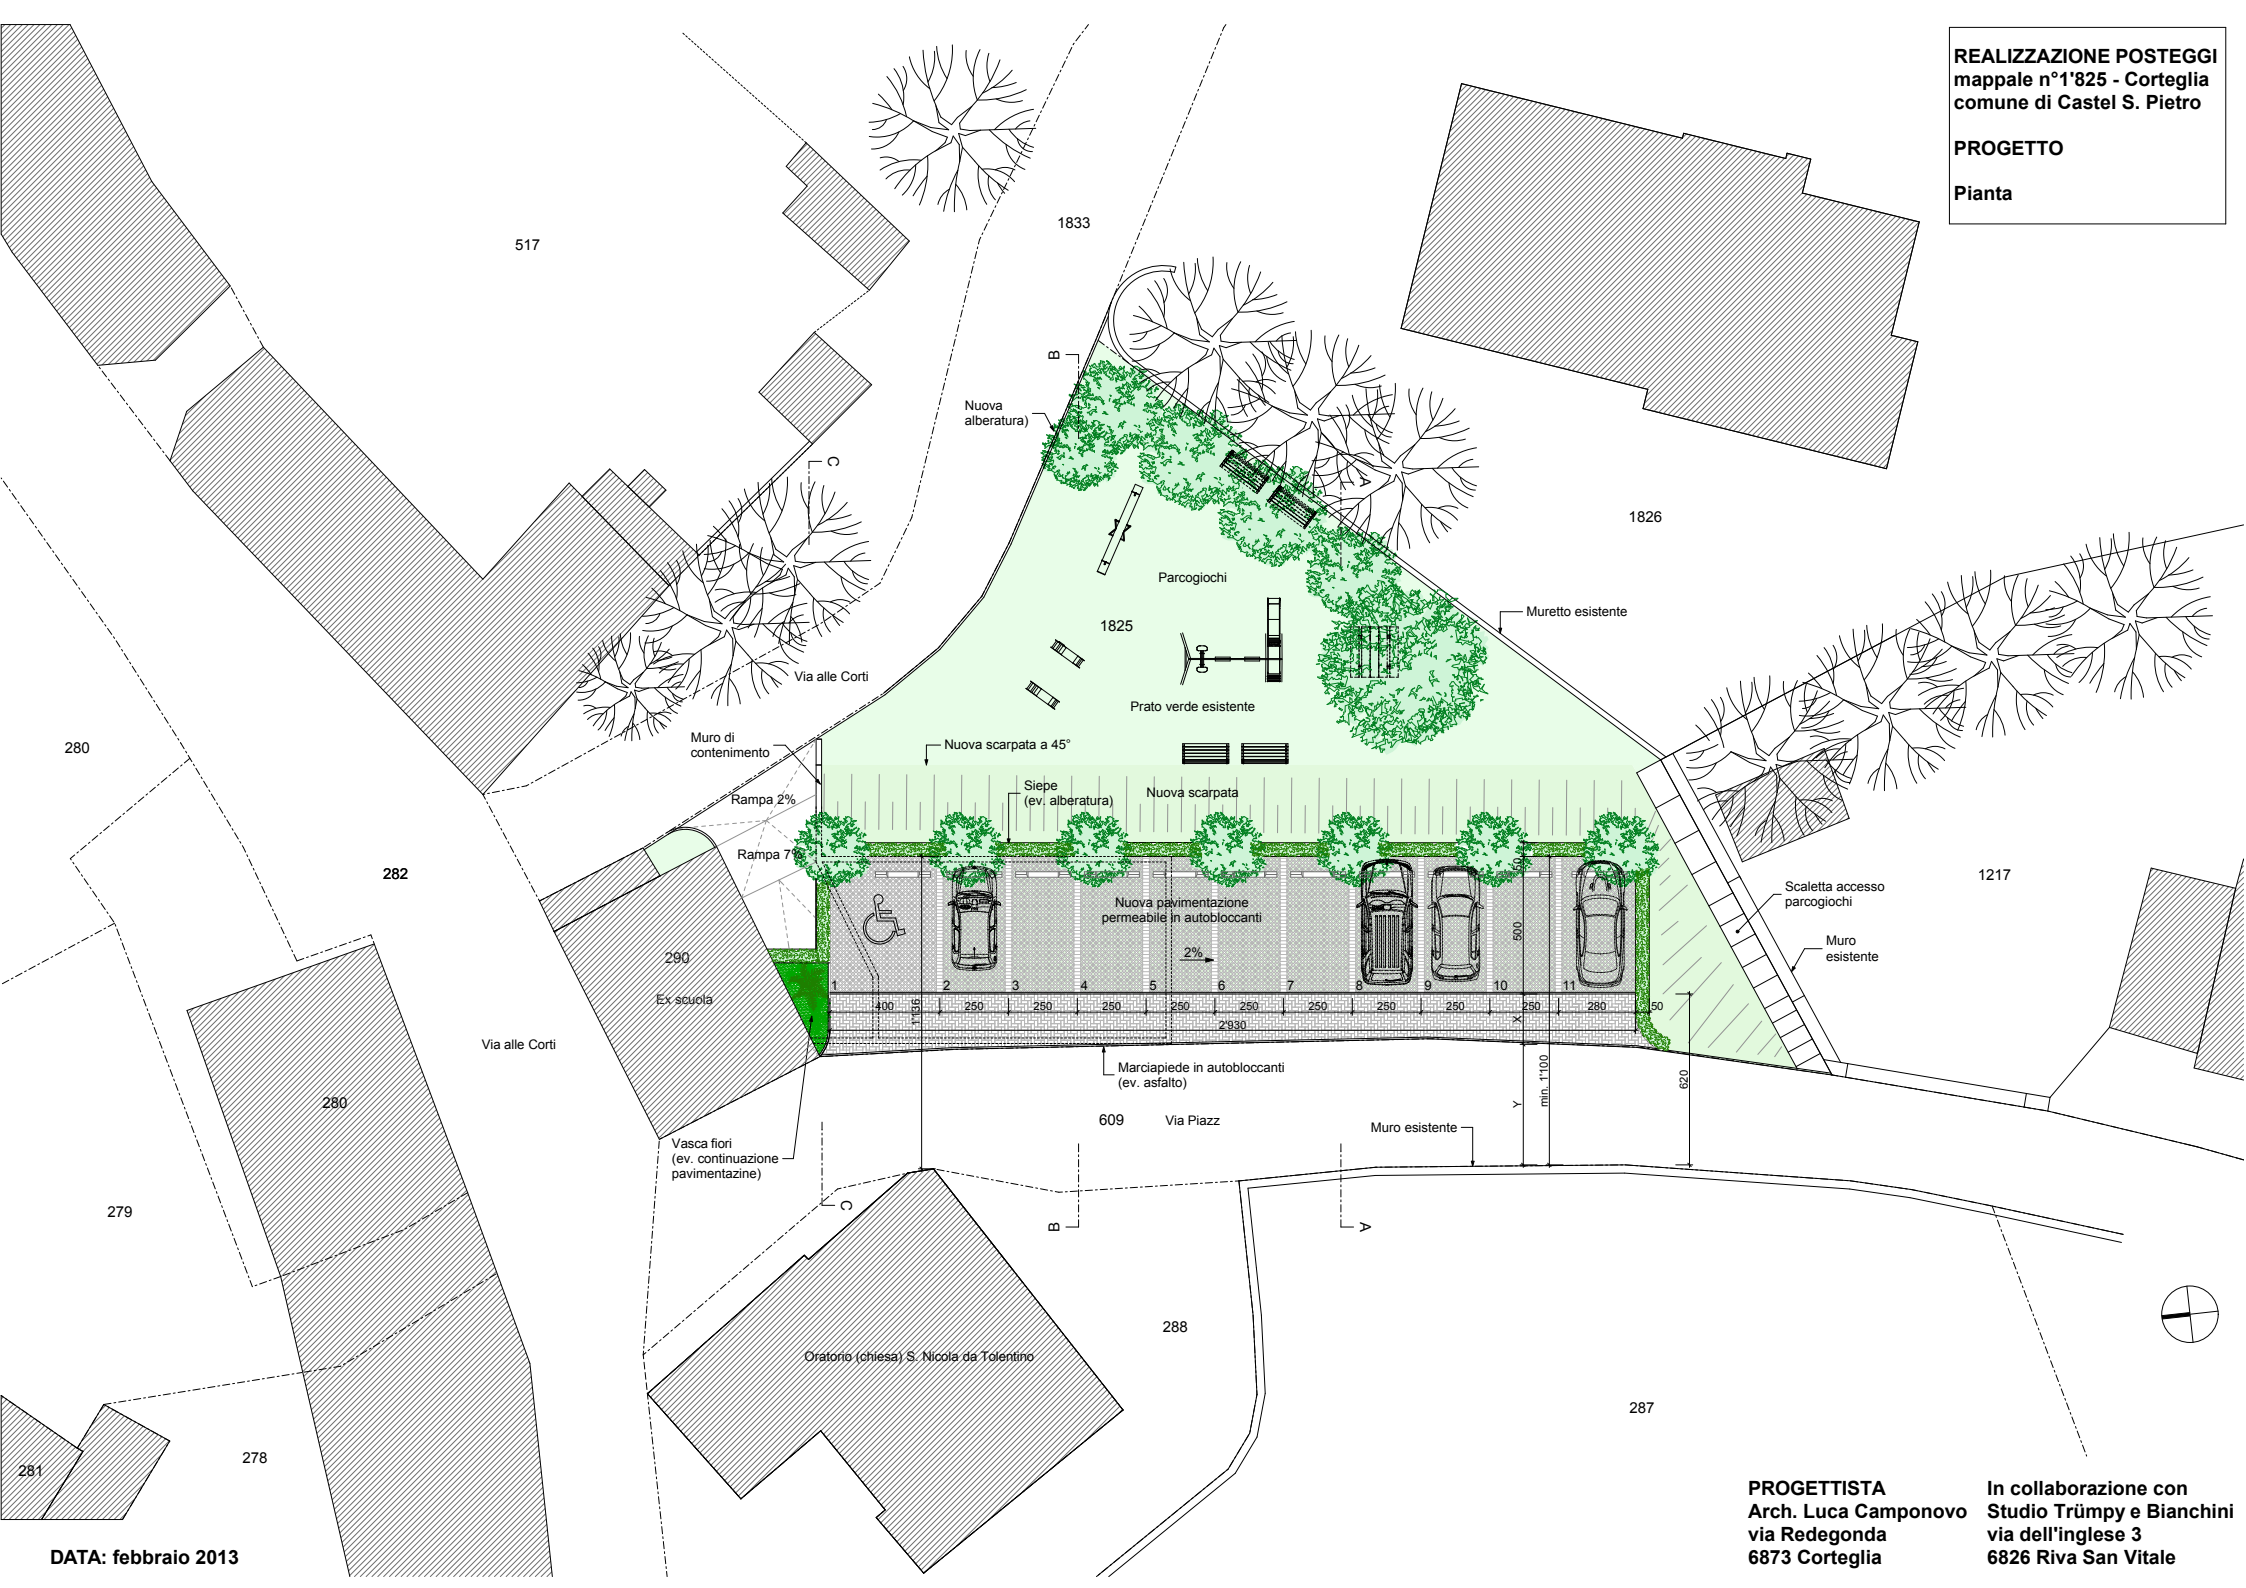 REALIZZAZIONE POSTEGGI
mappale n°1'825 - Corteglia
comune di Castel S. Pietro
PROGETTO
Pianta
517
1833
B
Nuova
alberatura)
C
A
1826
Parcogiochi
Muretto esistente
1825
Via alle Corti
Prato verde esistente
280
Muro di
contenimento
Nuova scarpata a 45°
Siepe
(ev. alberatura)
Nuova scarpata
Rampa 2%
Rampa 7%
282
1217
Scaletta accesso
parcogiochi
Muro
esistente
Nuova pavimentazione
permeabile in autobloccanti
2%
50
500
290
Ex scuola
1
2
3
4
5
6
7
8
9
10
11
400
250
250
250
250
250
250
250
250
250
280
50
1'136
2'930
X
Via alle Corti
Marciapiede in autobloccanti
(ev. asfalto)
min. 1'100
620
Y
280
609
Via Piazz
Muro esistente
Vasca fiori
(ev. continuazione
pavimentazine)
279
C
B
A
288
Oratorio (chiesa) S. Nicola da Tolentino
287
278
281
DATA: febbraio 2013
PROGETTISTA
Arch. Luca Camponovo
via Redegonda
6873 Corteglia
In collaborazione con
Studio Trümpy e Bianchini
via dell'inglese 3
6826 Riva San Vitale